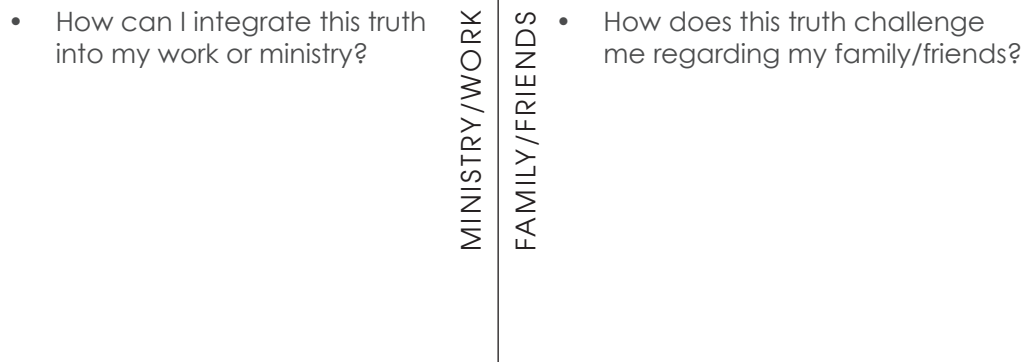 • How can I integrate this truth
into my work or ministry?
MINISTRY/WORK
FAMILY/FRIENDS
• How does this truth challenge
me regarding my family/friends?